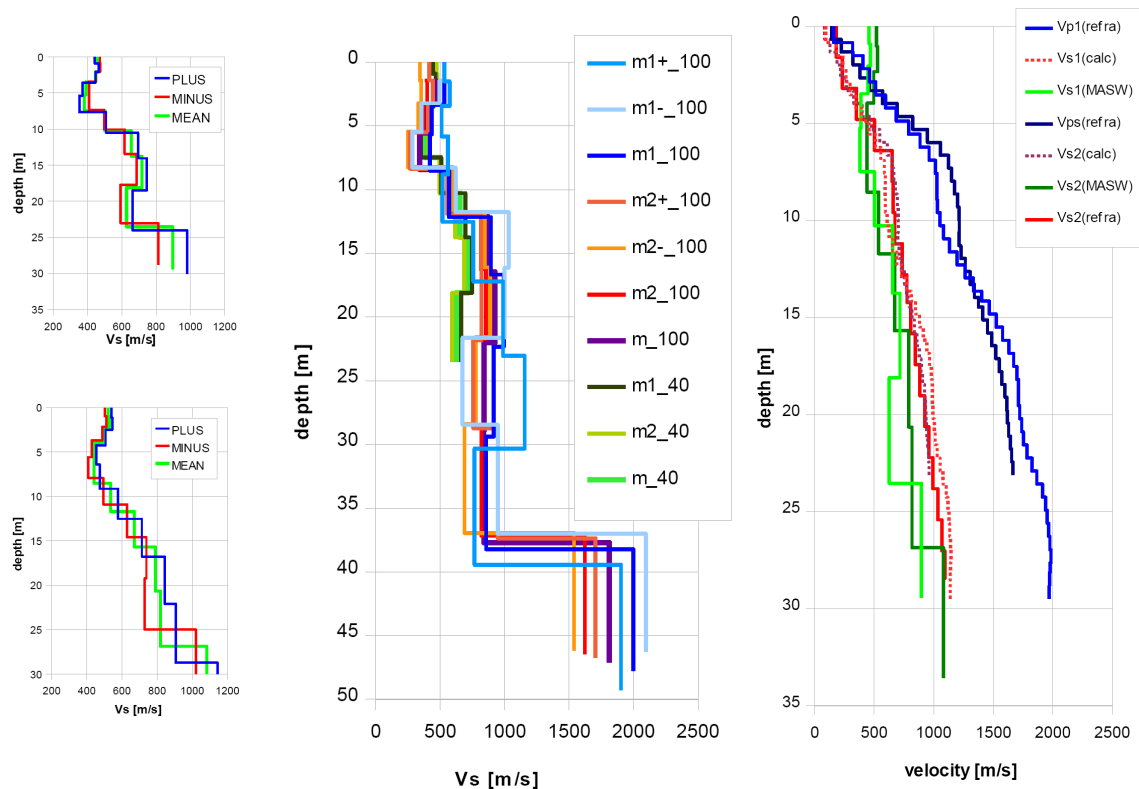 0
5
10
15
20
25
30
35
200
400
600
800
1000
1200
depth [m]
Vs [m/s]
PLUS
MINUS
MEAN
0
5
10
15
20
25
30
200
400
600
800
1000
1200
depth [m]
Vs [m/s]
PLUS
MINUS
MEAN
0
5
10
15
20
25
30
35
40
45
50
0
500
1000
1500
2000
2500
depth [m]
Vs [m/s]
m1+_100
m1-_100
m1_100
m2+_100
m2-_100
m2_100
m_100
m1_40
m2_40
m_40
0
5
10
15
20
25
30
35
0
500
1000
1500
2000
2500
depth [m]
velocity [m/s]
Vp1(refra)
Vs1(calc)
Vs1(MASW)
Vps(refra)
Vs2(calc)
Vs2(MASW)
Vs2(refra)